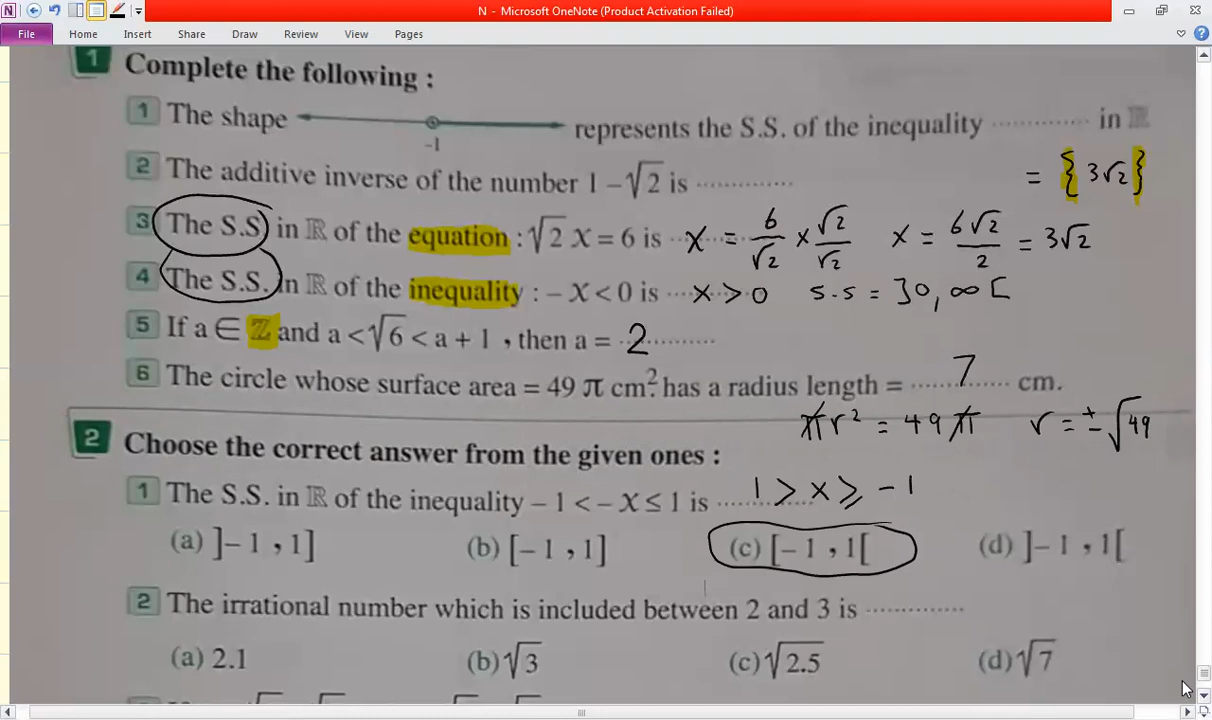 N - Microsoft OneNote (Product Activation Failed)
File Home Insert Share Draw Review View Pages
1 Complete the following :
1 The shape -1 represents the S.S. of the inequality ............ in ℝ
2 The additive inverse of the number 1 – √2 is ............
= { 3√2 }
3 The S.S in ℝ of the equation : √2 X = 6 is x = 6/√2 × √2/√2 x = 6√2/2 = 3√2
4 The S.S. in ℝ of the inequality : – X < 0 is x > 0 S.S = ]0, ∞[
5 If a ∈ ℤ and a < √6 < a + 1 , then a = 2
6 The circle whose surface area = 49 π cm² has a radius length = 7 cm.
πr² = 49 π r = ± √49
2 Choose the correct answer from the given ones :
1 The S.S. in ℝ of the inequality – 1 < – X ≤ 1 is 1 > x ≥ -1
(a) ]– 1 , 1] (b) [– 1 , 1] (c) [– 1 , 1[ (d) ]– 1 , 1[
2 The irrational number which is included between 2 and 3 is ............
(a) 2.1 (b) √3 (c) √2.5 (d) √7